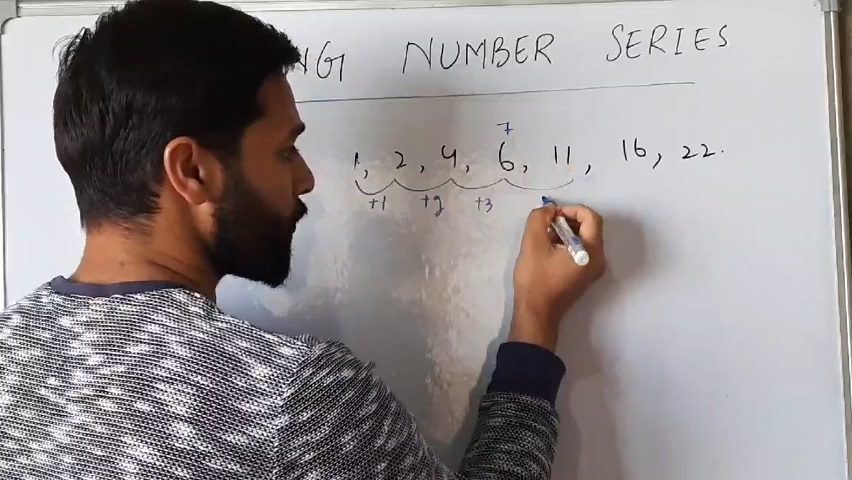 NG NUMBER SERIES
7
1, 2, 4, 6, 11, 16, 22.
+1 +2 +3